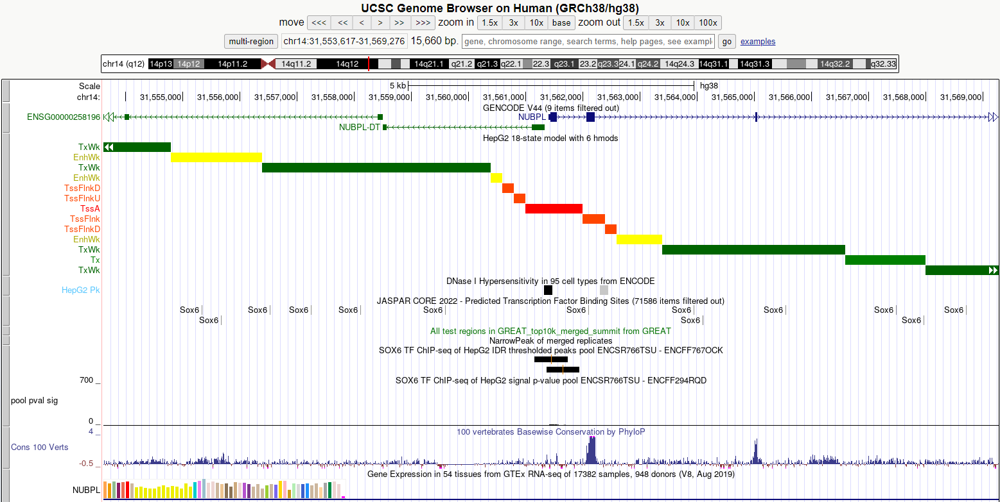 UCSC Genome Browser on Human (GRCh38/hg38)
move <<< << < > >> >>> zoom in 1.5x 3x 10x base zoom out 1.5x 3x 10x 100x
multi-region chr14:31,553,617-31,569,276 15,660 bp. gene, chromosome range, search terms, help pages, see exampl go examples
chr14 (q12) 14p13 14p12 14p11.2 14q11.2 14q12 14q21.1 q21.2 q21.3 q22.1 22.3 q23.1 23.2 q23.3 24.1 q24.2 14q24.3 14q31.1 14q31.3 14q32.2 q32.33
Scale 5 kb hg38
chr14: 31,555,000 31,556,000 31,557,000 31,558,000 31,559,000 31,560,000 31,561,000 31,562,000 31,563,000 31,564,000 31,565,000 31,566,000 31,567,000 31,568,000 31,569,000
GENCODE V44 (9 items filtered out)
ENSG00000258196 NUBPL
NUBPL-DT
HepG2 18-state model with 6 hmods
TxWk
EnhWk
TxWk
EnhWk
TssFlnkD
TssFlnkU
TssA
TssFlnk
TssFlnkD
EnhWk
TxWk
Tx
TxWk
DNase I Hypersensitivity in 95 cell types from ENCODE
HepG2 Pk
JASPAR CORE 2022 - Predicted Transcription Factor Binding Sites (71586 items filtered out)
Sox6 Sox6 Sox6 Sox6 Sox6 Sox6 Sox6 Sox6 Sox6 Sox6
Sox6 Sox6 Sox6
All test regions in GREAT_top10k_merged_summit from GREAT
NarrowPeak of merged replicates
SOX6 TF ChIP-seq of HepG2 IDR thresholded peaks pool ENCSR766TSU - ENCFF767OCK
SOX6 TF ChIP-seq of HepG2 signal p-value pool ENCSR766TSU - ENCFF294RQD
700 _
pool pval sig
0 _
100 vertebrates Basewise Conservation by PhyloP
4 _
Cons 100 Verts
-0.5 _
Gene Expression in 54 tissues from GTEx RNA-seq of 17382 samples, 948 donors (V8, Aug 2019)
NUBPL